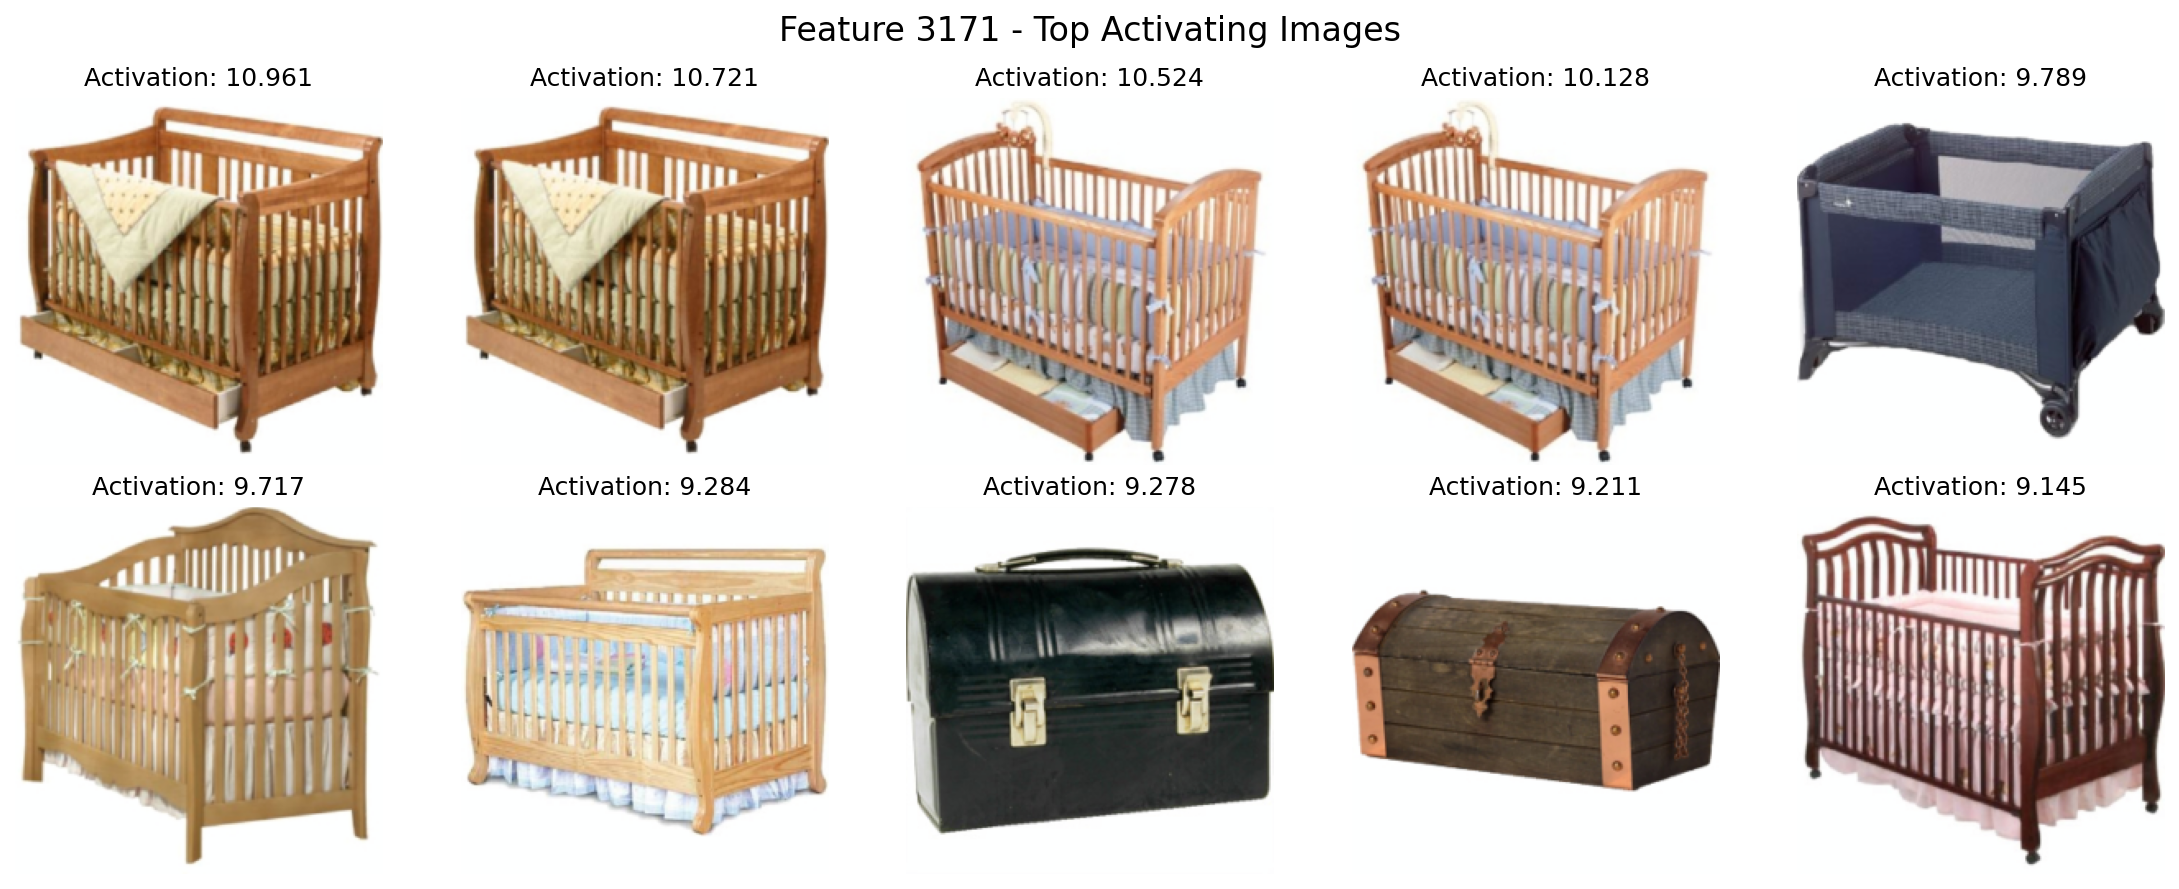 Feature 3171 - Top Activating Images
Activation: 10.961
Activation: 10.721
Activation: 10.524
Activation: 10.128
Activation: 9.789
Activation: 9.717
Activation: 9.284
Activation: 9.278
Activation: 9.211
Activation: 9.145